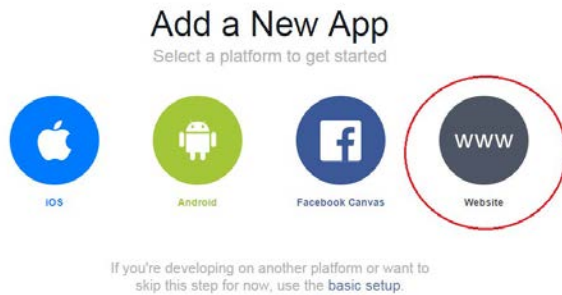 Add a New App
Select a platform to get started
www
iOS
Android
Facebook Canvas
Website
If you're developing on another platform or want to
skip this step for now, use the basic setup.